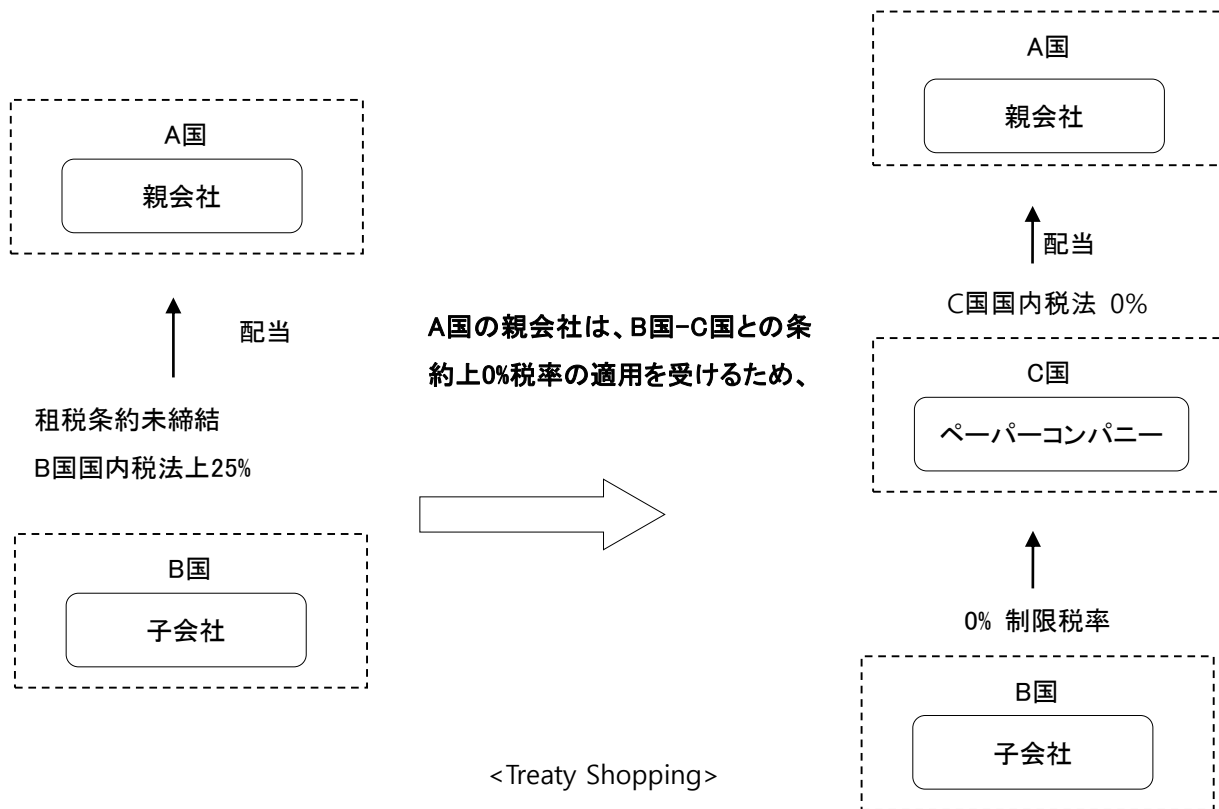 A国
親会社
配当
租税条約未締結
B国国内税法上25%
B国
子会社
A国の親会社は、B国-C国との条
約上0%税率の適用を受けるため、
<Treaty Shopping>
A国
親会社
配当
C国国内税法 0%
C国
ペーパーコンパニー
0% 制限税率
B国
子会社